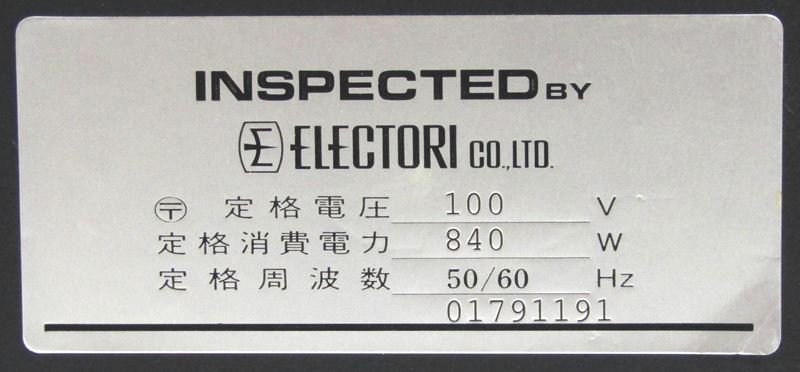 INSPECTED BY
ELECTORI CO.,LTD.
〶 定格電圧 100 V
定格消費電力 840 W
定格周波数 50/60 Hz
01791191